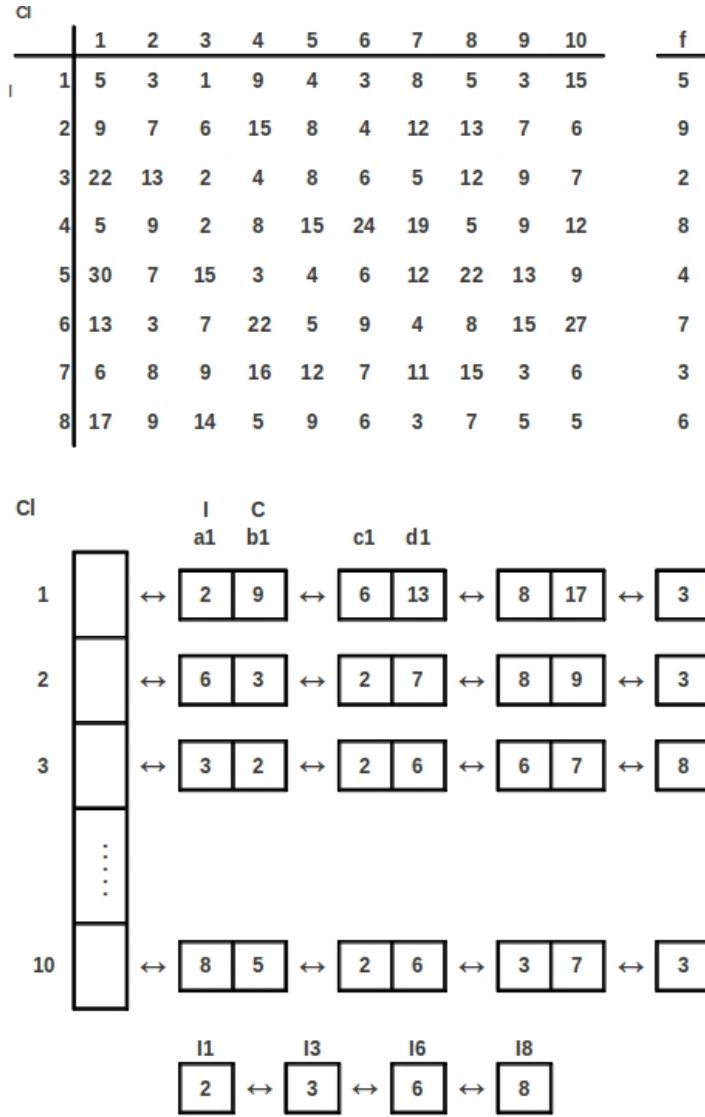 Cl
1 2 3 4 5 6 7 8 9 10 f
I 1 5 3 1 9 4 3 8 5 3 15 5
2 9 7 6 15 8 4 12 13 7 6 9
3 22 13 2 4 8 6 5 12 9 7 2
4 5 9 2 8 15 24 19 5 9 12 8
5 30 7 15 3 4 6 12 22 13 9 4
6 13 3 7 22 5 9 4 8 15 27 7
7 6 8 9 16 12 7 11 15 3 6 3
8 17 9 14 5 9 6 3 7 5 5 6
Cl I C
a1 b1 c1 d1
1 ↔ 2 9 ↔ 6 13 ↔ 8 17 ↔ 3
2 ↔ 6 3 ↔ 2 7 ↔ 8 9 ↔ 3
3 ↔ 3 2 ↔ 2 6 ↔ 6 7 ↔ 8
......
10 ↔ 8 5 ↔ 2 6 ↔ 3 7 ↔ 3
I1 I3 I6 I8
2 ↔ 3 ↔ 6 ↔ 8